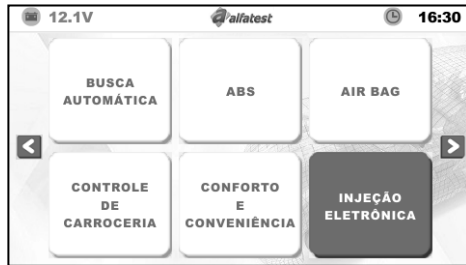 12.1V
alfatest
16:30
BUSCA
AUTOMÁTICA
ABS
AIR BAG
CONTROLE
DE
CARROCERIA
CONFORTO
E
CONVENIÊNCIA
INJEÇÃO
ELETRÔNICA